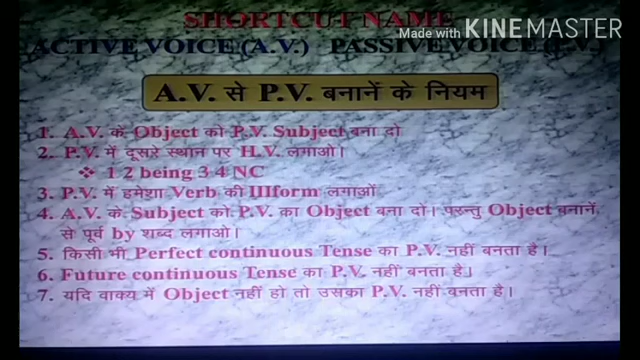 SHORTCUT NAME
Made with KINEMASTER
ACTIVE VOICE (A.V.) PASSIVE VOICE (P.V.)
A.V. से P.V. बनानें के नियम
1. A.V. के Object को P.V. Subject बना दो
2. P.V. में दूसरे स्थान पर H.V. लगाओ।
❖ 1 2 being 3 4 NC
3. P.V. में हमेशा Verb की IIIform लगाओं
4. A.V. के Subject को P.V. का Object बना दो। परन्तु Object बनानें
से पूर्व by शब्द लगाओ।
5. किसी भी Perfect continuous Tense का P.V. नहीं बनता है।
6. Future continuous Tense का P.V. नहीं बनता है।
7. यदि वाक्य में Object नहीं हो तो उसका P.V. नहीं बनता है।